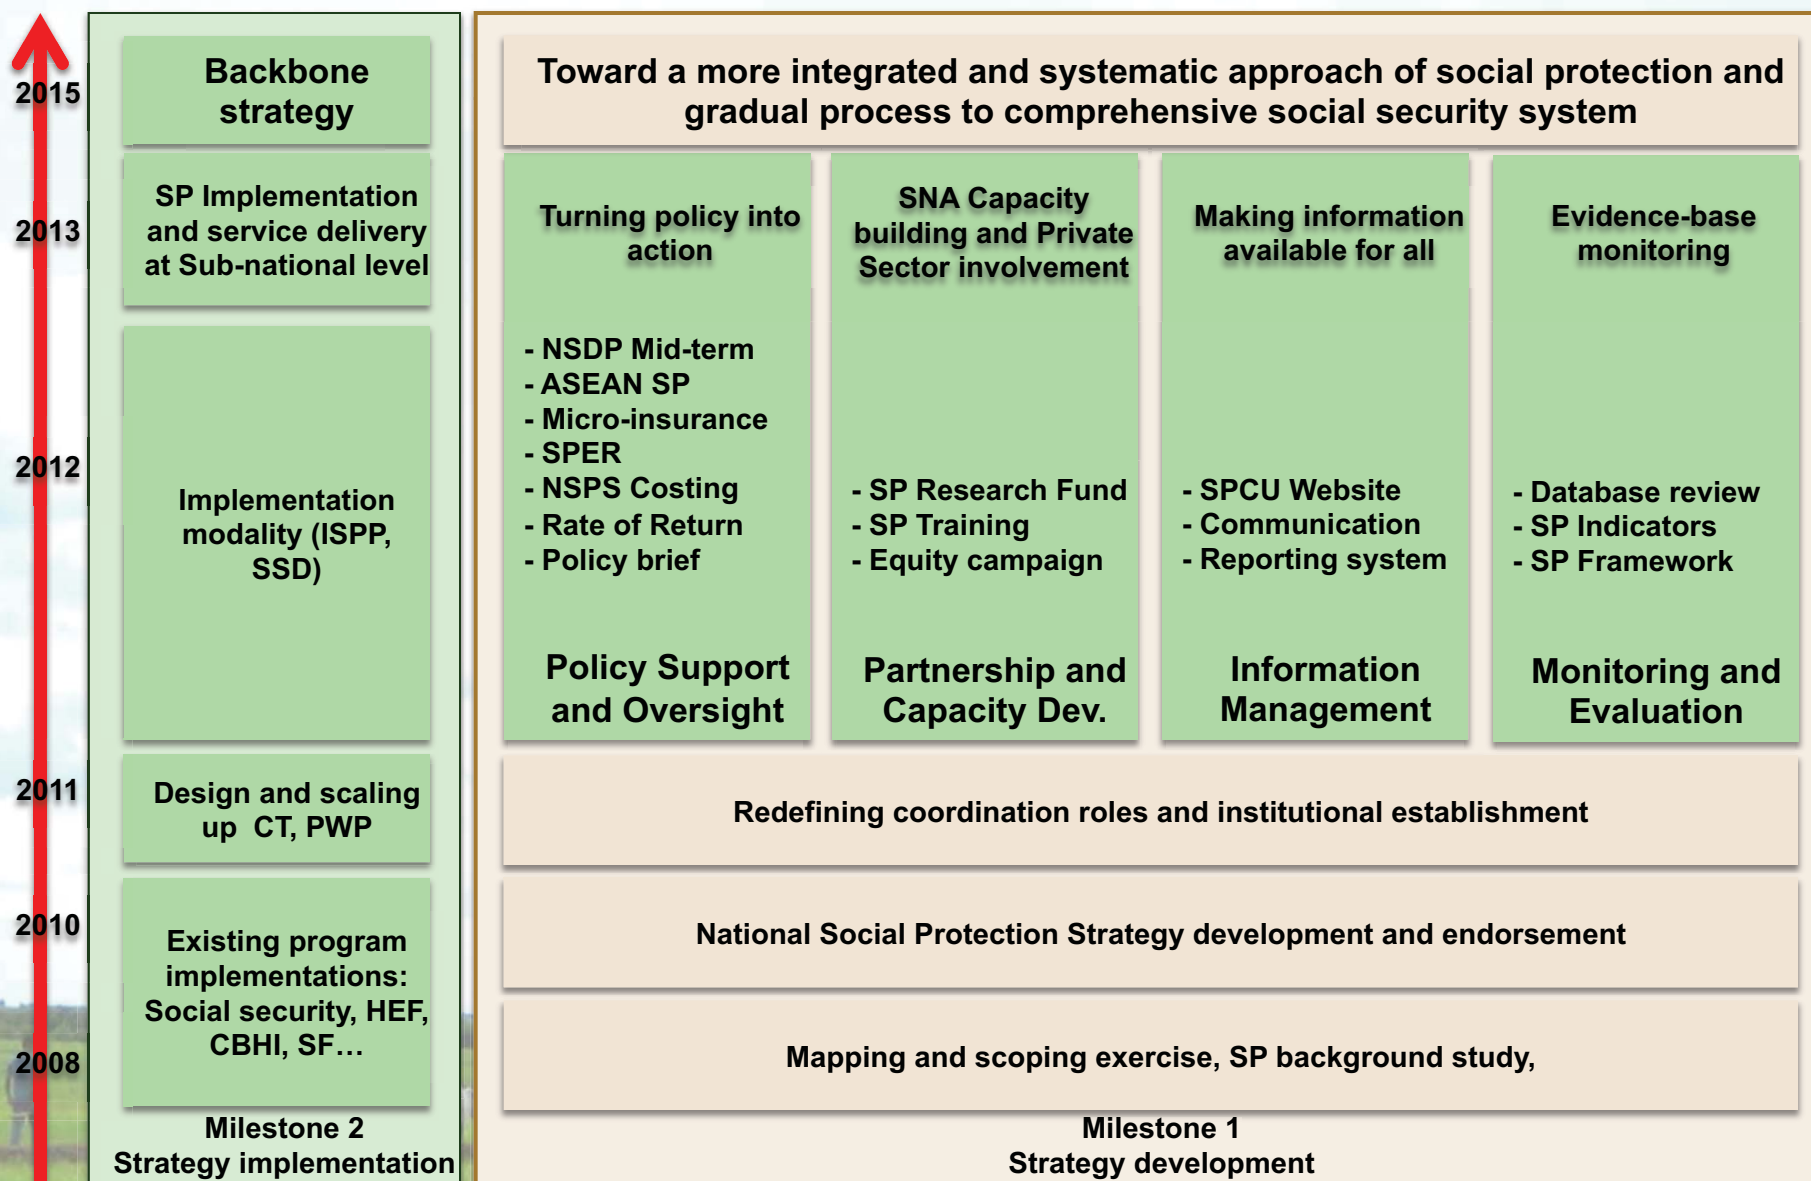 2015
2013
2012
2011
2010
2008
Backbone
strategy
SP Implementation
and service delivery
at Sub-national level
Implementation
modality (ISPP,
SSD)
Design and scaling
up CT, PWP
Existing program
implementations:
Social security, HEF,
CBHI, SF…
Milestone 2
Strategy implementation
Toward a more integrated and systematic approach of social protection and
gradual process to comprehensive social security system
Turning policy into
action
- NSDP Mid-term
- ASEAN SP
- Micro-insurance
- SPER
- NSPS Costing
- Rate of Return
- Policy brief
Policy Support
and Oversight
SNA Capacity
building and Private
Sector involvement
- SP Research Fund
- SP Training
- Equity campaign
Partnership and
Capacity Dev.
Making information
available for all
- SPCU Website
- Communication
- Reporting system
Information
Management
Evidence-base
monitoring
- Database review
- SP Indicators
- SP Framework
Monitoring and
Evaluation
Redefining coordination roles and institutional establishment
National Social Protection Strategy development and endorsement
Mapping and scoping exercise, SP background study,
Milestone 1
Strategy development